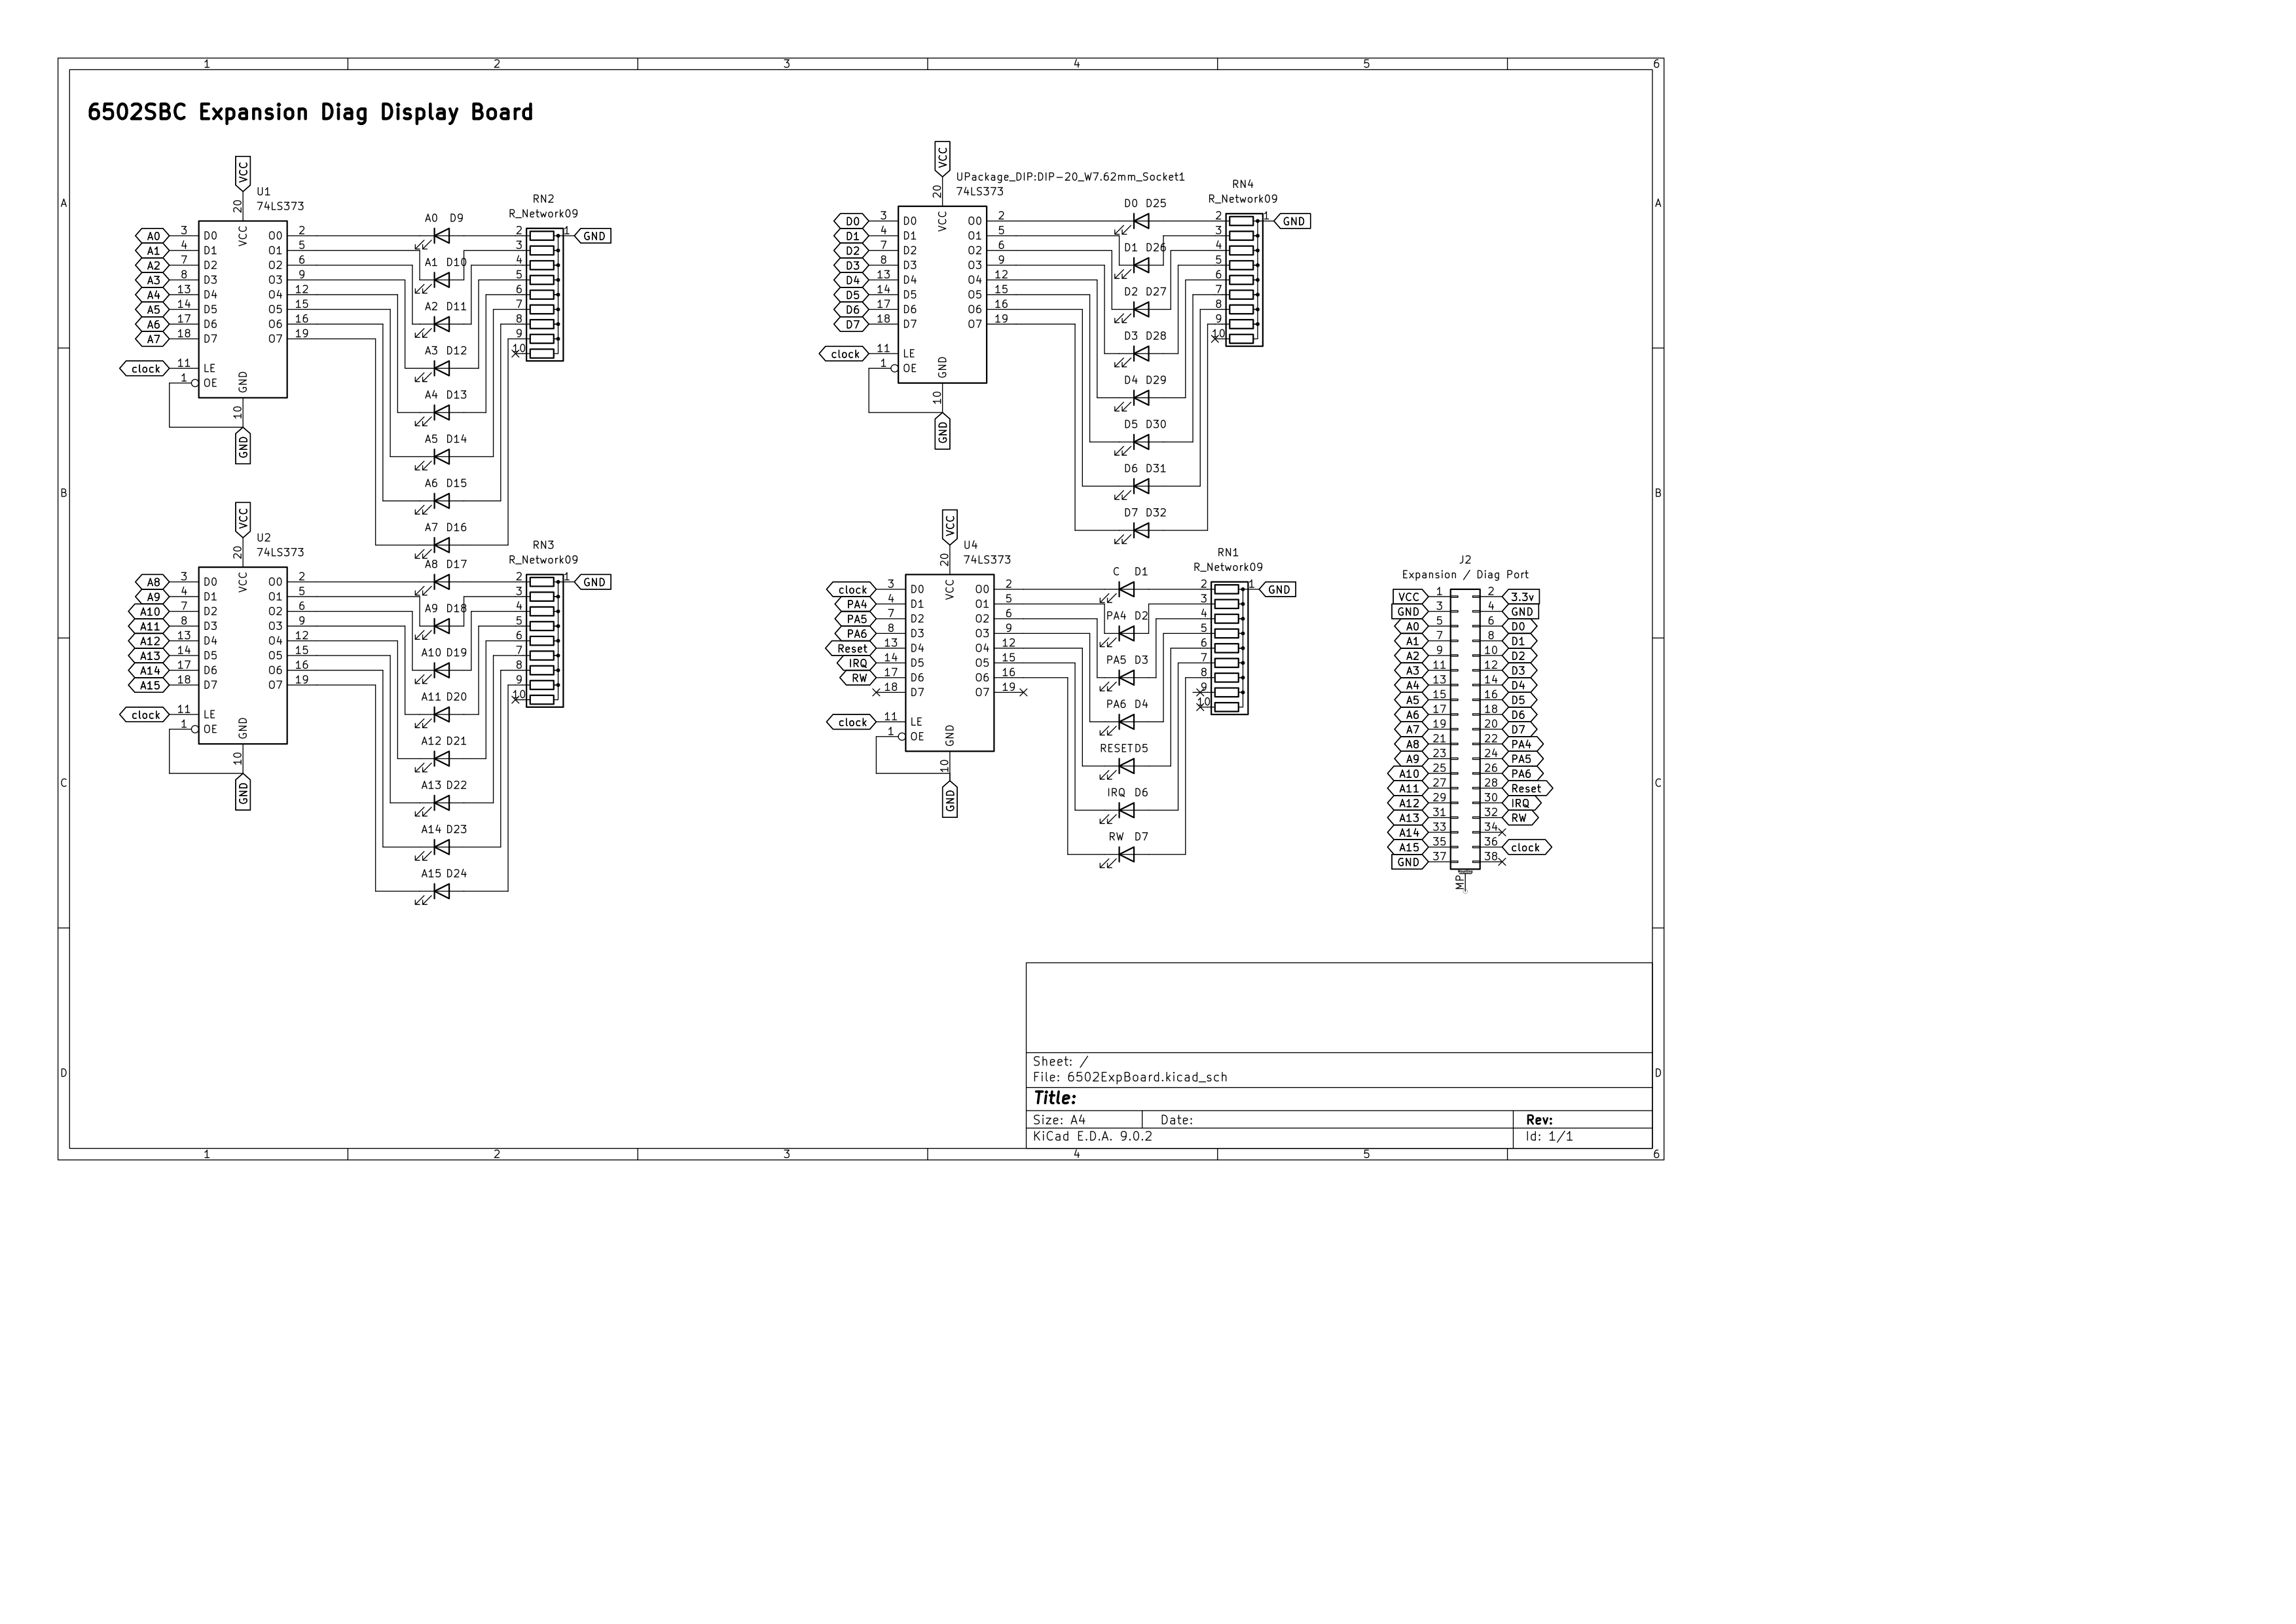 1 2 3 4 5 6
6502SBC Expansion Diag Display Board
A
VCC
20
U1
74LS373
VCC
GND
A0 3 D0 O0 2
A1 4 D1 O1 5
A2 7 D2 O2 6
A3 8 D3 O3 9
A4 13 D4 O4 12
A5 14 D5 O5 15
A6 17 D6 O6 16
A7 18 D7 O7 19
clock 11 LE
1 OE
10
GND
A0 D9
A1 D10
A2 D11
A3 D12
A4 D13
A5 D14
A6 D15
A7 D16
RN2
R_Network09
2 1 GND
3
4
5
6
7
8
9
10
B
VCC
20
U2
74LS373
VCC
GND
A8 3 D0 O0 2
A9 4 D1 O1 5
A10 7 D2 O2 6
A11 8 D3 O3 9
A12 13 D4 O4 12
A13 14 D5 O5 15
A14 17 D6 O6 16
A15 18 D7 O7 19
clock 11 LE
1 OE
10
GND
A8 D17
A9 D18
A10 D19
A11 D20
A12 D21
A13 D22
A14 D23
A15 D24
RN3
R_Network09
2 1 GND
3
4
5
6
7
8
9
10
C
VCC
20
UPackage_DIP:DIP-20_W7.62mm_Socket1
74LS373
VCC
GND
D0 3 D0 O0 2
D1 4 D1 O1 5
D2 7 D2 O2 6
D3 8 D3 O3 9
D4 13 D4 O4 12
D5 14 D5 O5 15
D6 17 D6 O6 16
D7 18 D7 O7 19
clock 11 LE
1 OE
10
GND
D0 D25
D1 D26
D2 D27
D3 D28
D4 D29
D5 D30
D6 D31
D7 D32
RN4
R_Network09
2 1 GND
3
4
5
6
7
8
9
10
A
VCC
20
U4
74LS373
VCC
GND
clock 3 D0 O0 2
PA4 4 D1 O1 5
PA5 7 D2 O2 6
PA6 8 D3 O3 9
Reset 13 D4 O4 12
IRQ 14 D5 O5 15
RW 17 D6 O6 16
18 D7 O7 19
clock 11 LE
1 OE
10
GND
C D1
PA4 D2
PA5 D3
PA6 D4
RESET D5
IRQ D6
RW D7
RN1
R_Network09
2 1 GND
3
4
5
6
7
8
9
10
B
J2
Expansion / Diag Port
VCC 1 2 3.3v
GND 3 4 GND
A0 5 6 D0
A1 7 8 D1
A2 9 10 D2
A3 11 12 D3
A4 13 14 D4
A5 15 16 D5
A6 17 18 D6
A7 19 20 D7
A8 21 22 PA4
A9 23 24 PA5
A10 25 26 PA6
A11 27 28 Reset
A12 29 30 IRQ
A13 31 32 RW
A14 33 34
A15 35 36 clock
GND 37 38
MP
C
D
Sheet: /
File: 6502ExpBoard.kicad_sch
Title:
Size: A4 Date: Rev:
KiCad E.D.A. 9.0.2 Id: 1/1
D
1 2 3 4 5 6